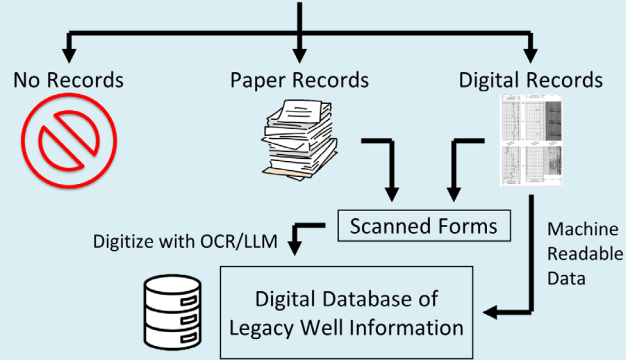 No Records
Paper Records
Digital Records
Scanned Forms
Digitize with OCR/LLM
Machine
Readable
Data
Digital Database of
Legacy Well Information